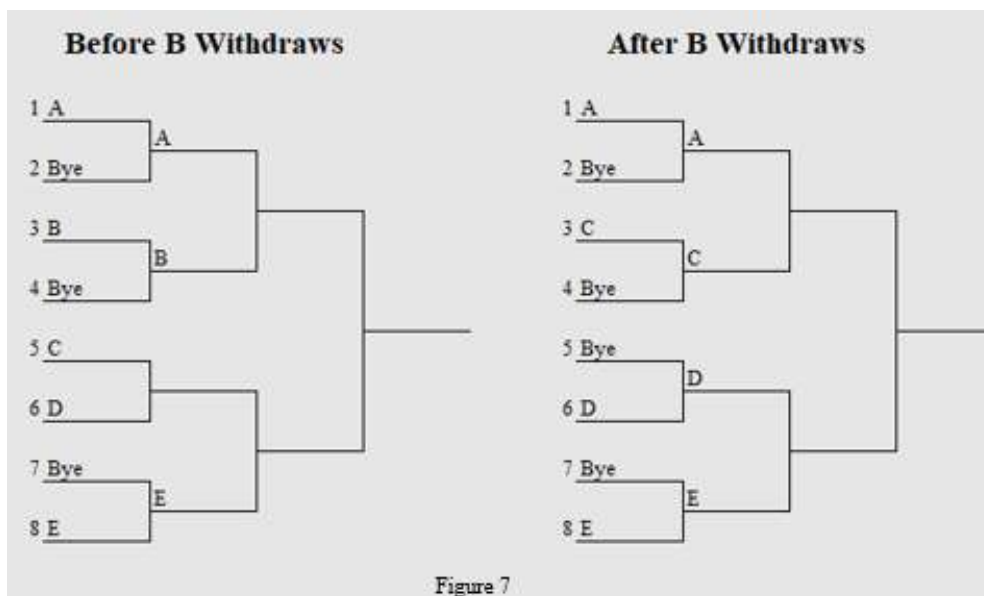 Before B Withdraws
1 A
A
2 Bye
3 B
B
4 Bye
5 C
6 D
7 Bye
E
8 E
After B Withdraws
1 A
A
2 Bye
3 C
C
4 Bye
5 Bye
D
6 D
7 Bye
E
8 E
Figure 7